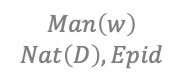 Man(w)
Nat(D), Epid